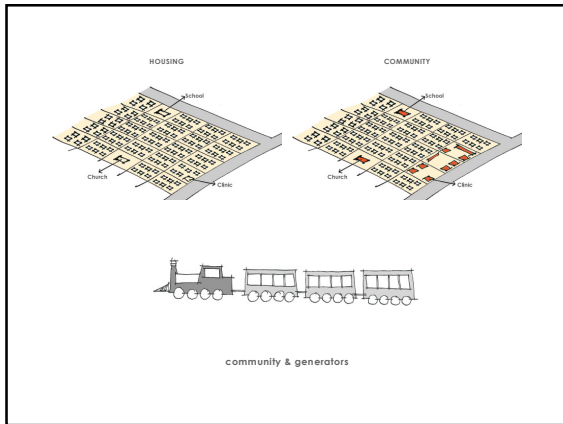 HOUSING
COMMUNITY
School
School
Church
Clinic
Church
Clinic
community & generators